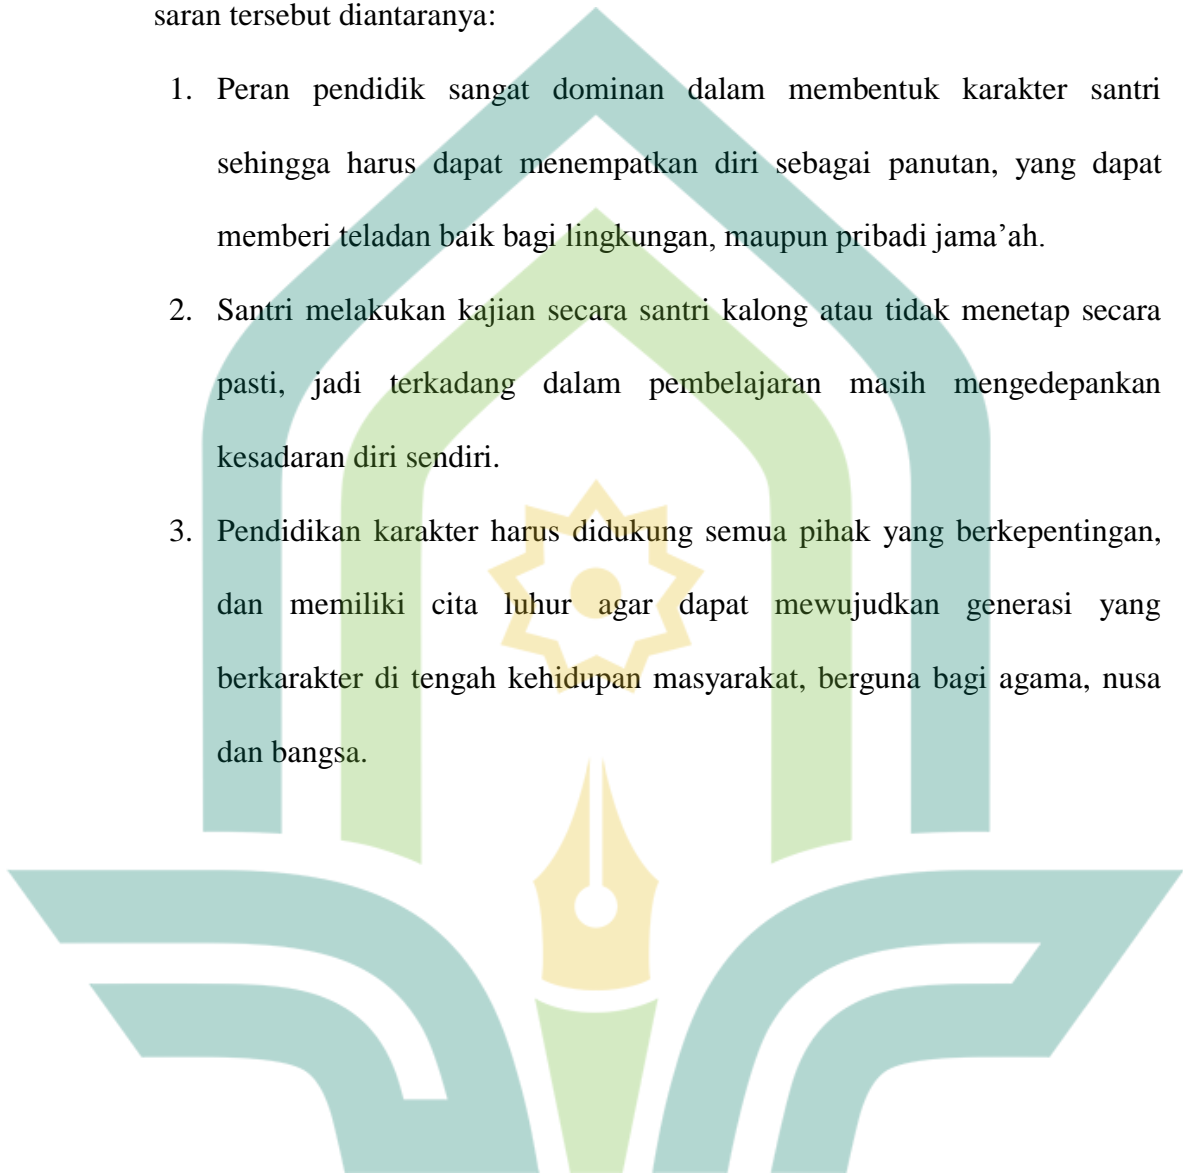 saran tersebut diantaranya:
1. Peran pendidik sangat dominan dalam membentuk karakter santri
sehingga harus dapat menempatkan diri sebagai panutan, yang dapat
memberi teladan baik bagi lingkungan, maupun pribadi jama’ah.
2. Santri melakukan kajian secara santri kalong atau tidak menetap secara
pasti, jadi terkadang dalam pembelajaran masih mengedepankan
kesadaran diri sendiri.
3. Pendidikan karakter harus didukung semua pihak yang berkepentingan,
dan memiliki cita luhur agar dapat mewujudkan generasi yang
berkarakter di tengah kehidupan masyarakat, berguna bagi agama, nusa
dan bangsa.